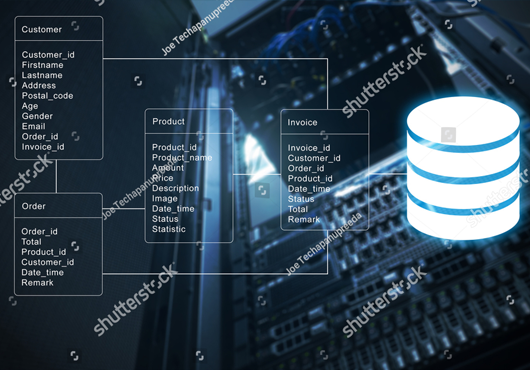 Customer
Customer_id
Firstname
Lastname
Address
Postal_code
Age
Gender
Email
Order_id
Invoice_id
Order
Order_id
Total
Product_id
Customer_id
Date_time
Remark
Product
Product_id
Product_name
Amount
Price
Description
Image
Date_time
Status
Statistic
Invoice
Invoice_id
Customer_id
Order_id
Product_id
Date_time
Status
Total
Remark
Joe Techapanupreeda
shutterstock
shutterstock
Joe Techapanupreeda
shutterstock
shutterstock
Joe Techapanupreeda
shutterstock
shutterstock